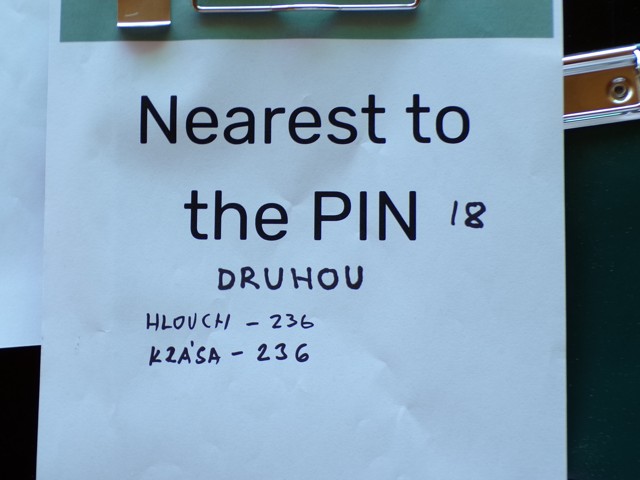 Nearest to
the PIN 18
DRUHOU
HLOUCH - 236
KRÁSA - 236